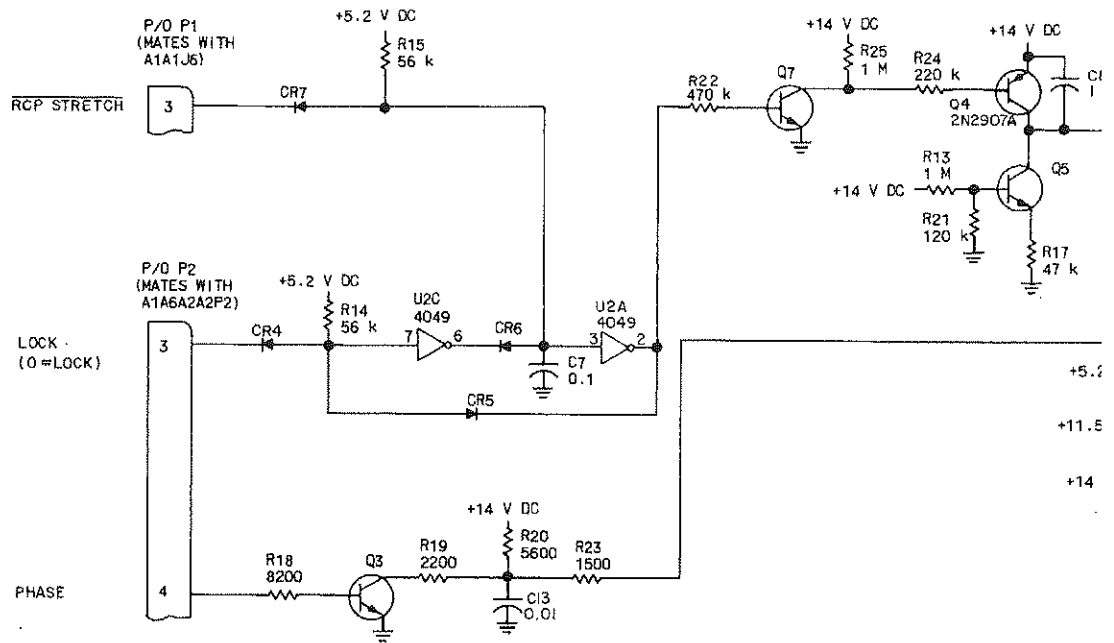 P/O P1
(MATES WITH
A1A1J6)
RCP STRETCH
3
CR7
+5.2 V DC
R15
56 k
R22
470 k
Q7
+14 V DC
R25
1 M
R24
220 k
+14 V DC
C8
1
Q4
2N2907A
Q5
R13
1 M
+14 V DC
R21
120 k
R17
47 k
P/O P2
(MATES WITH
A1A6A2A2P2)
LOCK
(0=LOCK)
3
CR4
+5.2 V DC
R14
56 k
U2C
4049
7
6
CR6
U2A
4049
3
2
C7
0.1
CR5
+5.2
+11.5
+14
PHASE
4
R18
8200
Q3
R19
2200
+14 V DC
R20
5600
R23
1500
C13
0.01